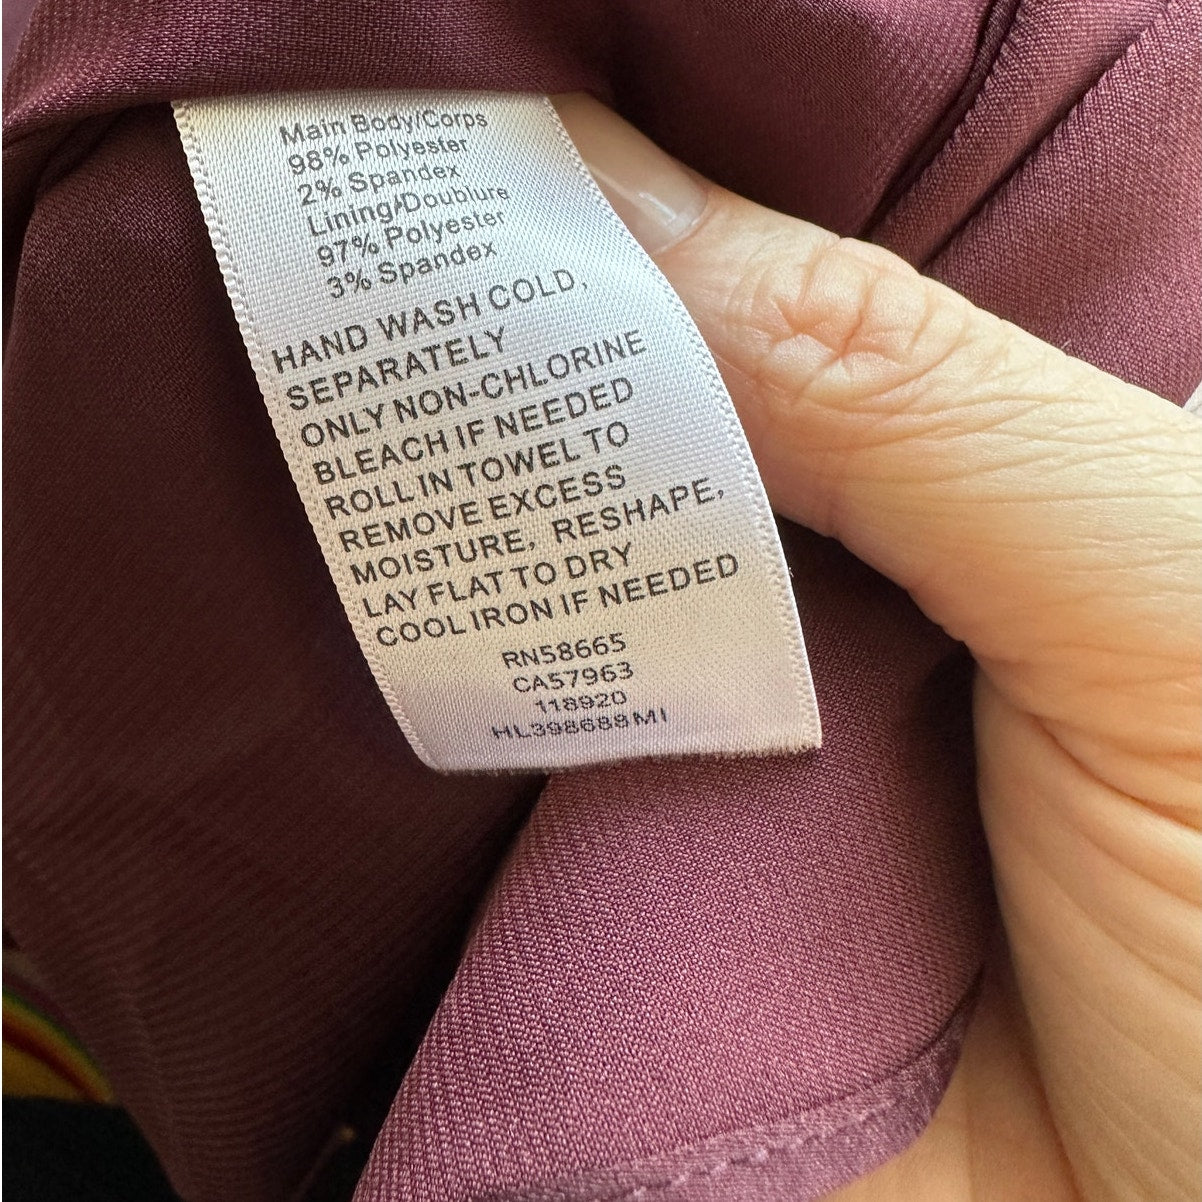 Main Body/Corps
98% Polyester
2% Spandex
Lining/Doublure
97% Polyester
3% Spandex
HAND WASH COLD,
SEPARATELY
ONLY NON-CHLORINE
BLEACH IF NEEDED
ROLL IN TOWEL TO
REMOVE EXCESS
MOISTURE, RESHAPE,
LAY FLAT TO DRY
COOL IRON IF NEEDED
RN58665
CA57963
118920
HL398688MI